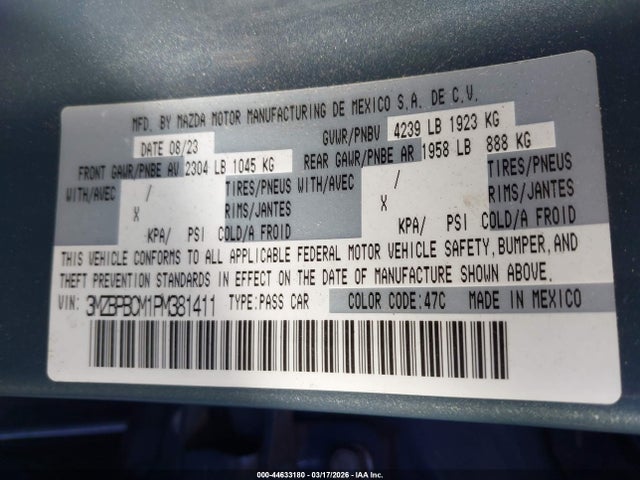 MFD. BY MAZDA MOTOR MANUFACTURING DE MEXICO S.A. DE C.V.
DATE 08/23 GVWR/PNBV 4239 LB 1923 KG
FRONT GAWR/PNBE AV 2304 LB 1045 KG REAR GAWR/PNBE AR 1958 LB 888 KG
WITH/AVEC / TIRES/PNEUS WITH/AVEC / TIRES/PNEUS
X RIMS/JANTES X RIMS/JANTES
KPA/ PSI COLD/A FROID KPA/ PSI COLD/A FROID
THIS VEHICLE CONFORMS TO ALL APPLICABLE FEDERAL MOTOR VEHICLE SAFETY, BUMPER, AND
THEFT PREVENTION STANDARDS IN EFFECT ON THE DATE OF MANUFACTURE SHOWN ABOVE.
VIN: 3MZBPBCM1PM381411 TYPE:PASS CAR COLOR CODE:47C MADE IN MEXICO
000-44633180 - 03/17/2026 - IAA Inc.